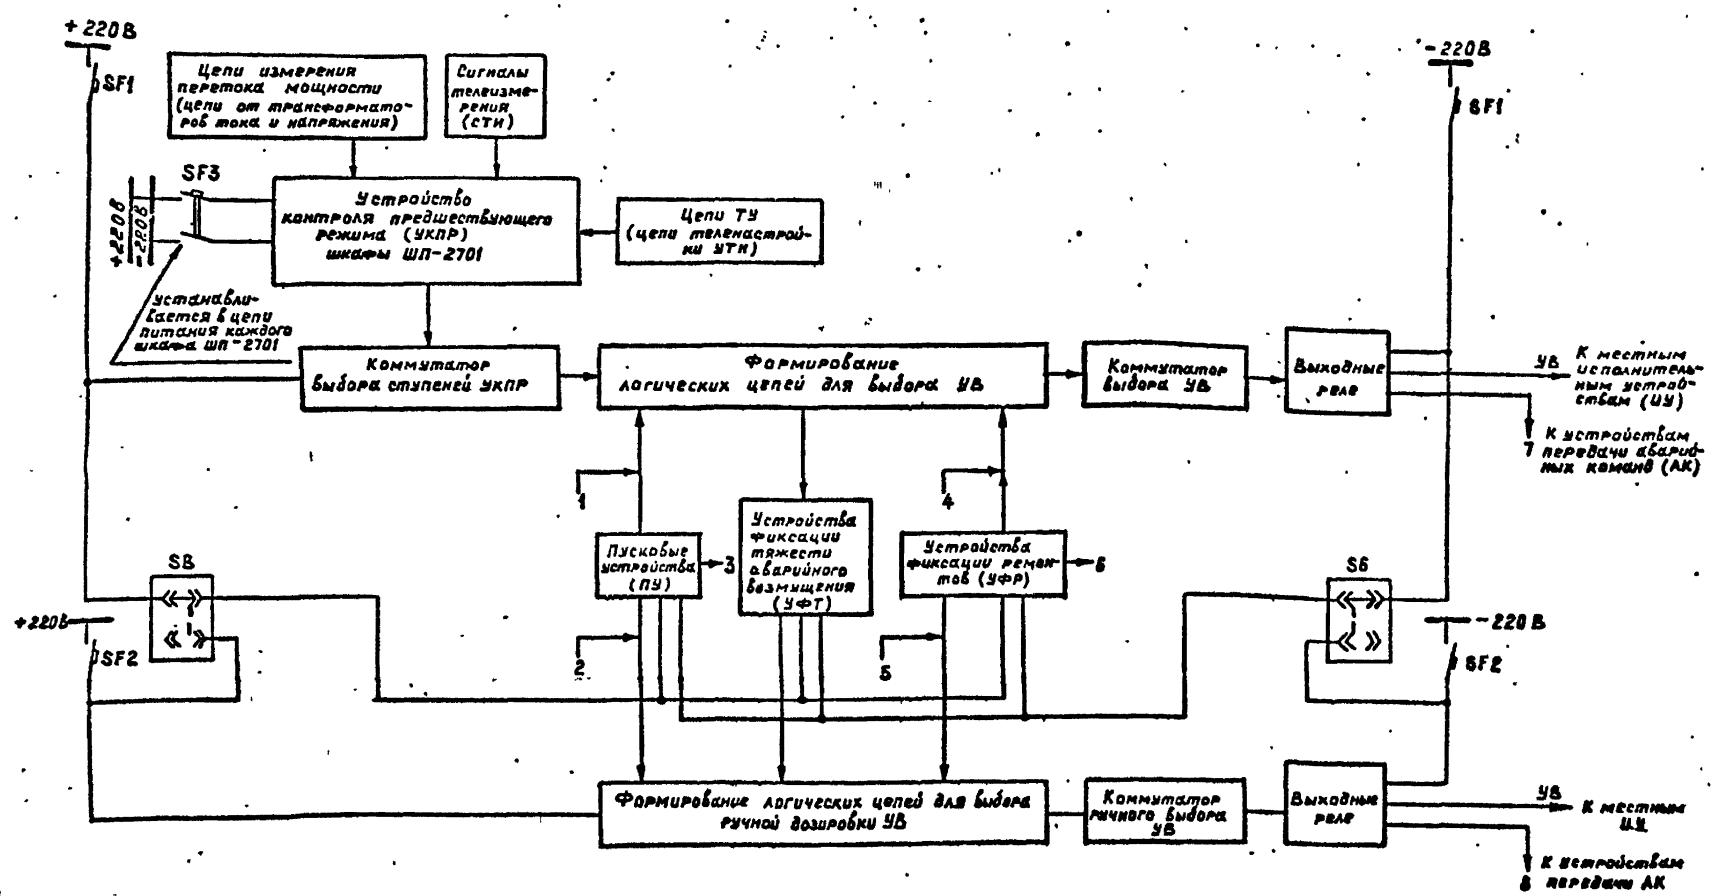 +220В
SF1
Цепи измерения
перетока мощности
(цепи от трансформато-
ров тока и напряжения)
Сигналы
телеизме-
рения
(СТИ)
-220В
SF1
SF3
+220В
-220В
Устройство
контроля предшествующего
режима (УКПР)
шкафы ШП-2701
Цепи ТУ
(цепи теленастрой-
ки УТН)
Устанавли-
вается в цепи
питания каждого
шкафа ШП-2701
Коммутатор
выбора ступеней УКПР
Формирование
логических цепей для выбора УВ
Коммутатор
выбора УВ
Выходные
реле
УВ
К местным
исполнитель-
ным устрой-
ствам (ИУ)
7
К устройствам
передачи аварий-
ных команд (АК)
1
4
Пусковые
устройства
(ПУ)
3
Устройства
фиксации
тяжести
аварийного
возмущения
(УФТ)
Устройства
фиксации ремон-
тов (УФР)
6
SB
SG
+220В
SF2
2
5
-220В
SF2
Формирование логических цепей для выбора
ручной дозировки УВ
Коммутатор
ручного выбора
УВ
Выходные
реле
УВ
К местным
ИУ
8
К устройствам
передачи АК